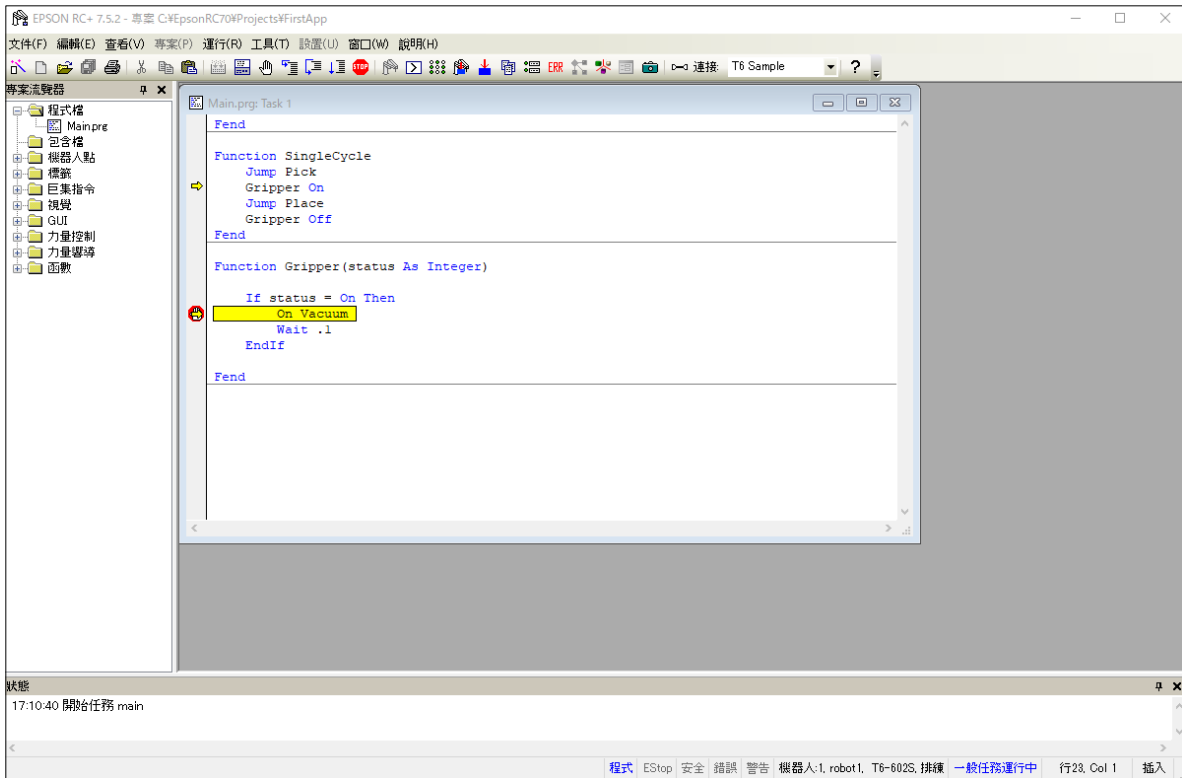 EPSON RC+ 7.5.2 - 專案 C:¥EpsonRC70¥Projects¥FirstApp
文件(F) 編輯(E) 查看(V) 專案(P) 運行(R) 工具(T) 設置(U) 窗口(W) 說明(H)
STOP ERR 連接: T6 Sample ?
專案流覽器
程式檔
Main.prg
包含檔
機器人點
標籤
巨集指令
視覺
GUI
力量控制
力量嚮導
函數
Main.prg: Task 1
Fend
Function SingleCycle
Jump Pick
Gripper On
Jump Place
Gripper Off
Fend
Function Gripper(status As Integer)
If status = On Then
On Vacuum
Wait .1
EndIf
Fend
狀態
17:10:40 開始任務 main
程式 EStop 安全 錯誤 警告 機器人:1, robot1, T6-602S, 排練 一般任務運行中 行23, Col 1 插入